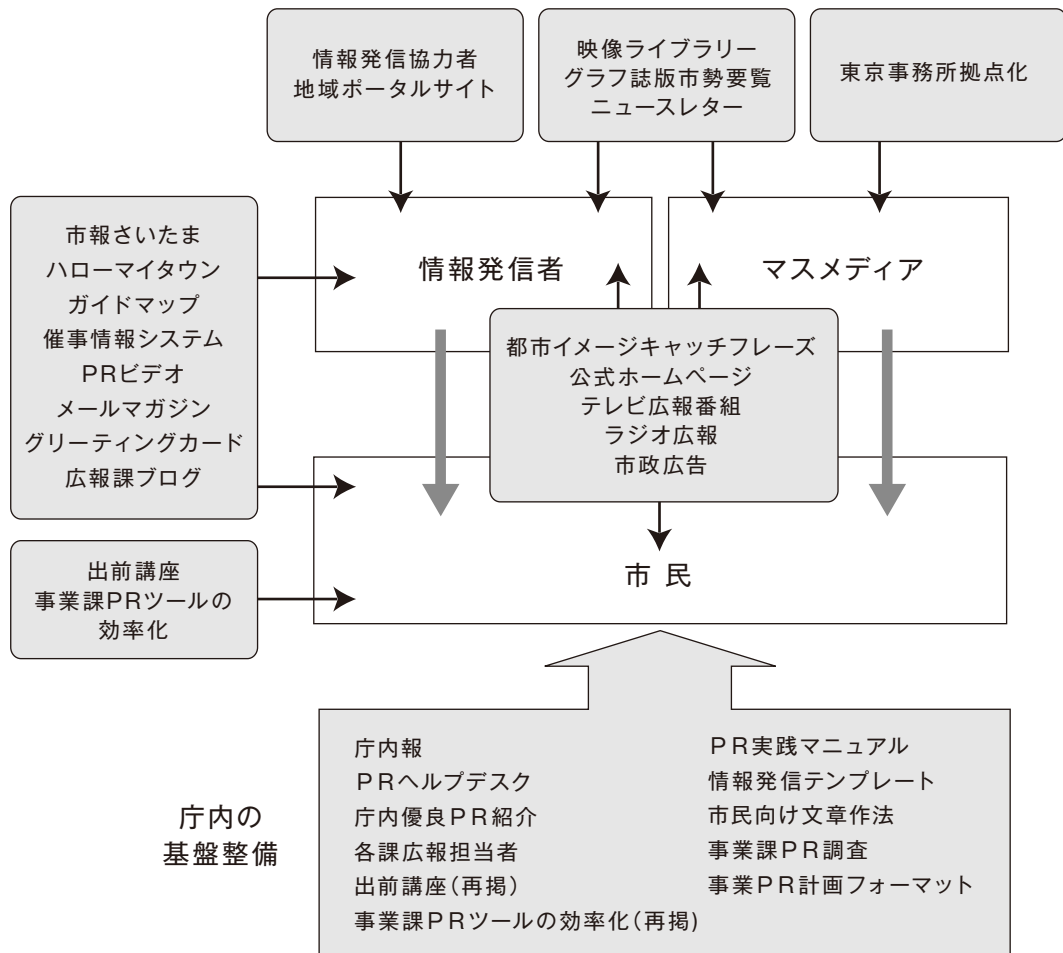 情報発信協力者
地域ポータルサイト
映像ライブラリー
グラフ誌版市勢要覧
ニュースレター
東京事務所拠点化
市報さいたま
ハローマイタウン
ガイドマップ
催事情報システム
PRビデオ
メールマガジン
グリーティングカード
広報課ブログ
情報発信者
マスメディア
都市イメージキャッチフレーズ
公式ホームページ
テレビ広報番組
ラジオ広報
市政広告
出前講座
事業課PRツールの
効率化
市 民
庁内の
基盤整備
庁内報
PRヘルプデスク
庁内優良PR紹介
各課広報担当者
出前講座(再掲)
事業課PRツールの効率化(再掲)
PR実践マニュアル
情報発信テンプレート
市民向け文章作法
事業課PR調査
事業PR計画フォーマット